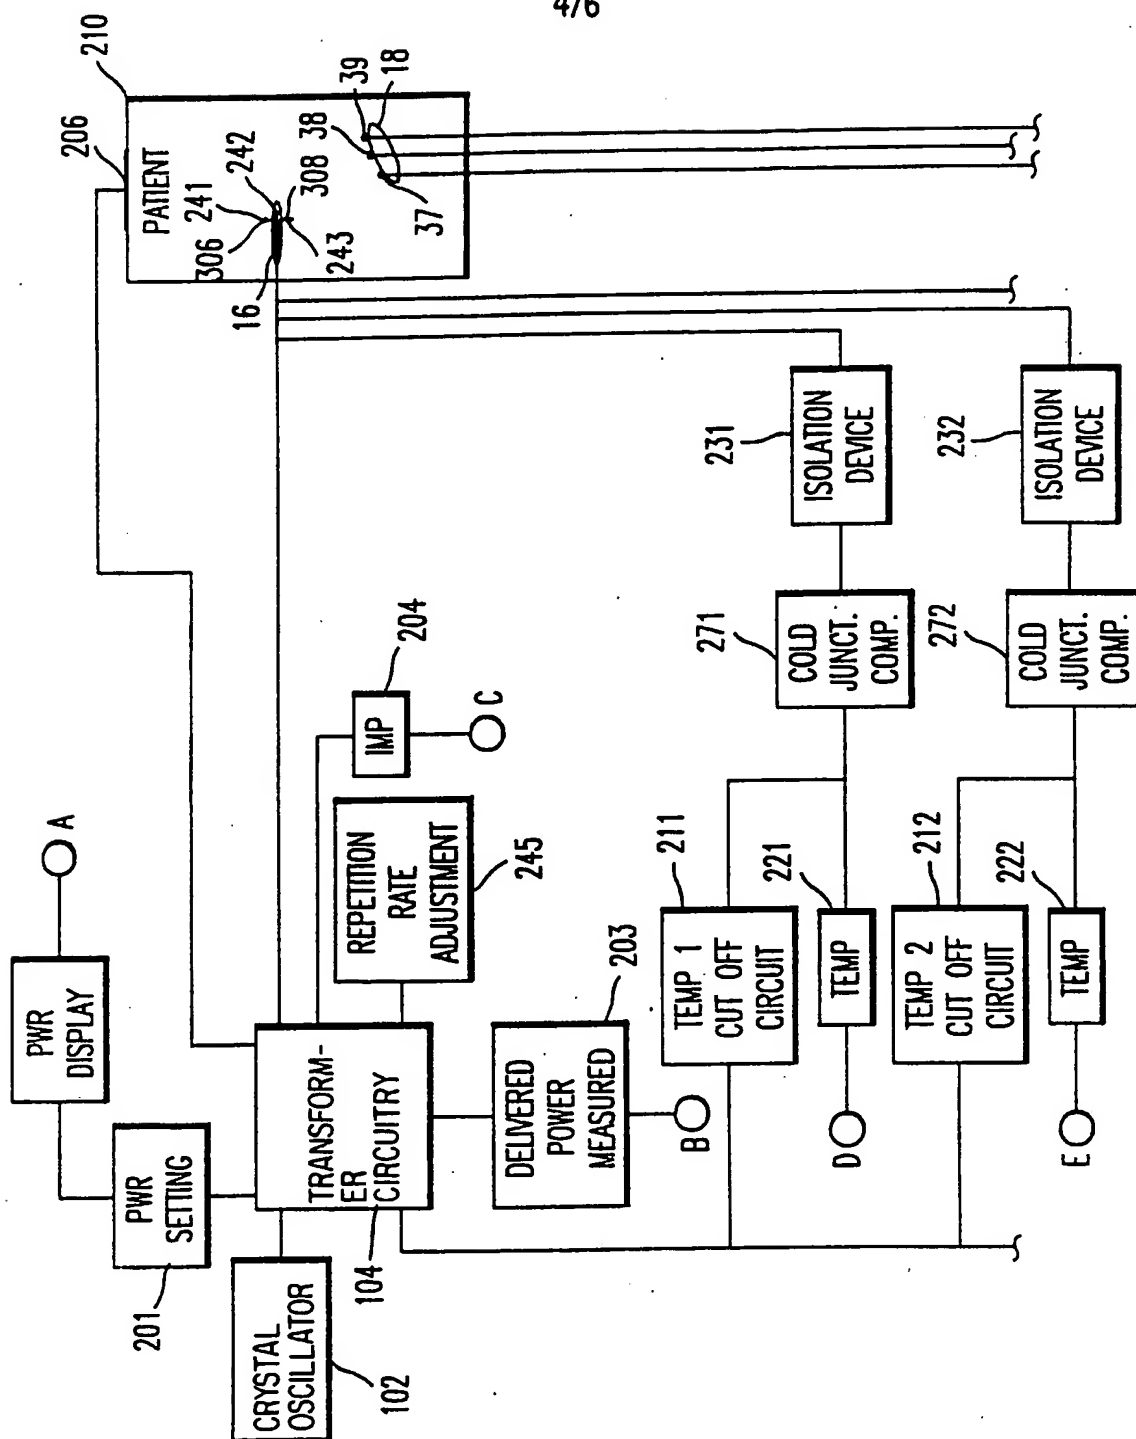 4/6
210
206
PATIENT
39
18
38
242
241
308
306
243
37
16
231
ISOLATION
DEVICE
232
ISOLATION
DEVICE
271
COLD
JUNCT.
COMP.
272
COLD
JUNCT.
COMP.
204
IMP
C
A
REPETITION
RATE
ADJUSTMENT
245
PWR
DISPLAY
PWR
SETTING
201
TRANSFORM-
ER
CIRCUITRY
104
CRYSTAL
OSCILLATOR
102
DELIVERED
POWER
MEASURED
203
B
211
TEMP 1
CUT OFF
CIRCUIT
221
TEMP
D
212
TEMP 2
CUT OFF
CIRCUIT
222
TEMP
E